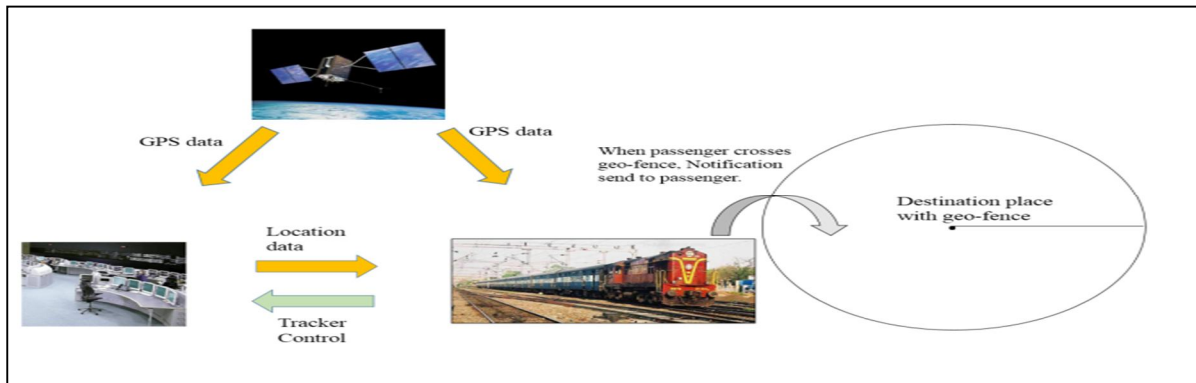 GPS data
GPS data
When passenger crosses
geo-fence. Notification
send to passenger.
Destination place
with geo-fence
Location
data
Tracker
Control